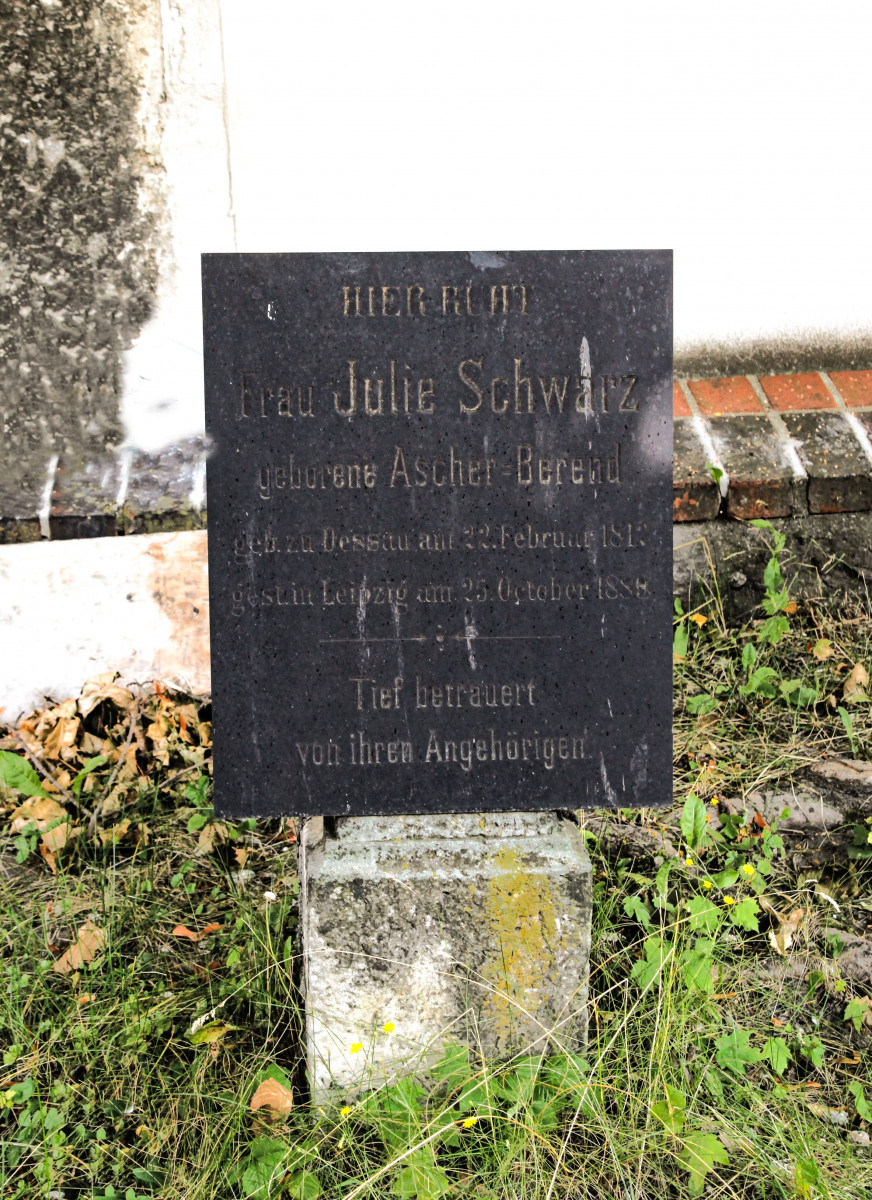 HIER RUHT
Frau Julie Schwarz
geborene Ascher-Berend
geb. zu Dessau am 22. Februar
gest. in Leipzig am 25. October 1888.
Tief betrauert
von ihren Angehörigen.